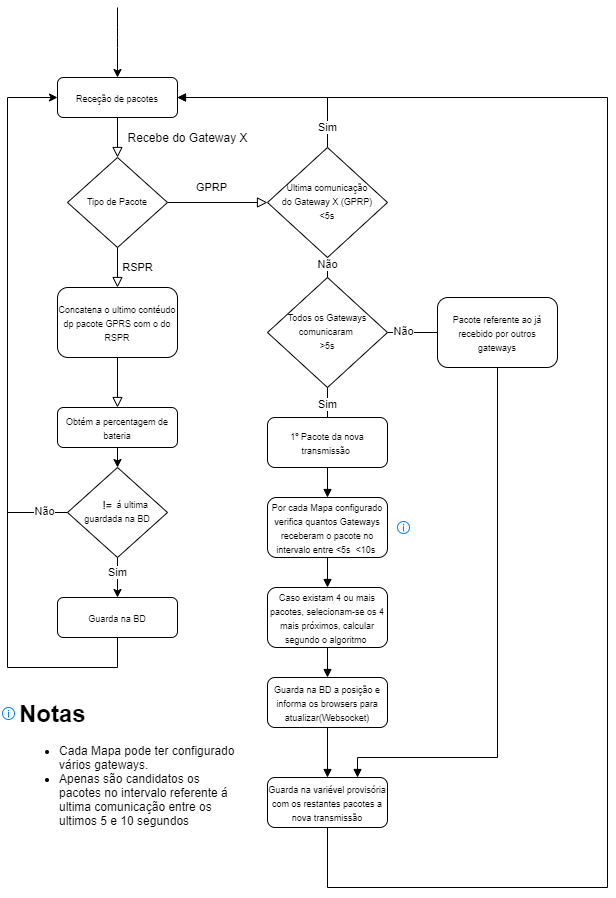 Receção de pacotes
Recebe do Gateway X
Tipo de Pacote
GPRP
Sim
Última comunicação
do Gateway X (GPRP)
<5s
RSPR
Não
Concatena o ultimo contéudo
dp pacote GPRS com o do
RSPR
Todos os Gateways
comunicaram
>5s
Não
Pacote referente ao já
recebido por outros
gateways
Sim
Obtém a percentagem de
bateria
1º Pacote da nova
transmissão
!= á ultima
guardada na BD
Não
Sim
Por cada Mapa configurado
verifica quantos Gateways
receberam o pacote no
intervalo entre <5s <10s
Guarda na BD
Caso existam 4 ou mais
pacotes, selecionam-se os 4
mais próximos, calcular
segundo o algoritmo
Guarda na BD a posição e
informa os browsers para
atualizar(Websocket)
Guarda na variével provisória
com os restantes pacotes a
nova transmissão
Notas
Cada Mapa pode ter configurado
vários gateways.
Apenas são candidatos os
pacotes no intervalo referente á
ultima comunicação entre os
ultimos 5 e 10 segundos